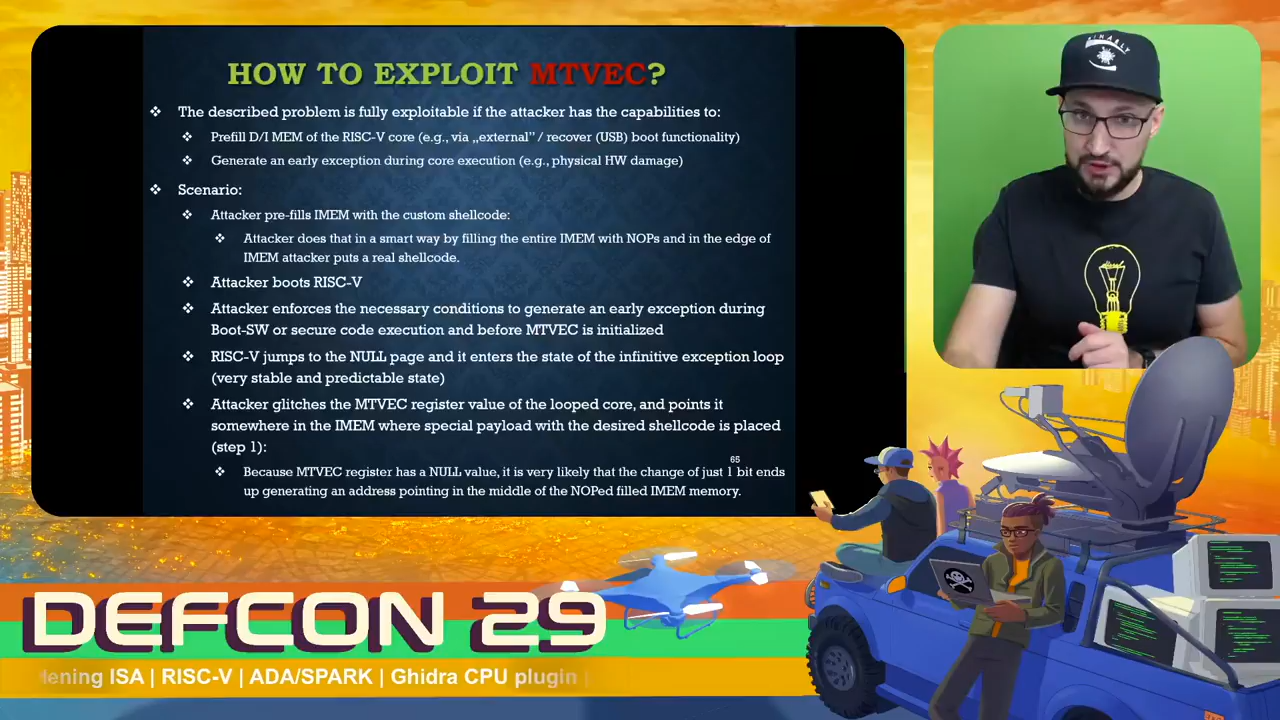 HOW TO EXPLOIT MTVEC?
❖ The described problem is fully exploitable if the attacker has the capabilities to:
❖ Prefill D/I MEM of the RISC-V core (e.g., via „external" / recover (USB) boot functionality)
❖ Generate an early exception during core execution (e.g., physical HW damage)
❖ Scenario:
❖ Attacker pre-fills IMEM with the custom shellcode:
❖ Attacker does that in a smart way by filling the entire IMEM with NOPs and in the edge of
IMEM attacker puts a real shellcode.
❖ Attacker boots RISC-V
❖ Attacker enforces the necessary conditions to generate an early exception during
Boot-SW or secure code execution and before MTVEC is initialized
❖ RISC-V jumps to the NULL page and it enters the state of the infinitive exception loop
(very stable and predictable state)
❖ Attacker glitches the MTVEC register value of the looped core, and points it
somewhere in the IMEM where special payload with the desired shellcode is placed
(step 1):
65
❖ Because MTVEC register has a NULL value, it is very likely that the change of just 1 bit ends
up generating an address pointing in the middle of the NOPed filled IMEM memory.
BINARLY
DEFCON 29
dening ISA | RISC-V | ADA/SPARK | Ghidra CPU plugin |